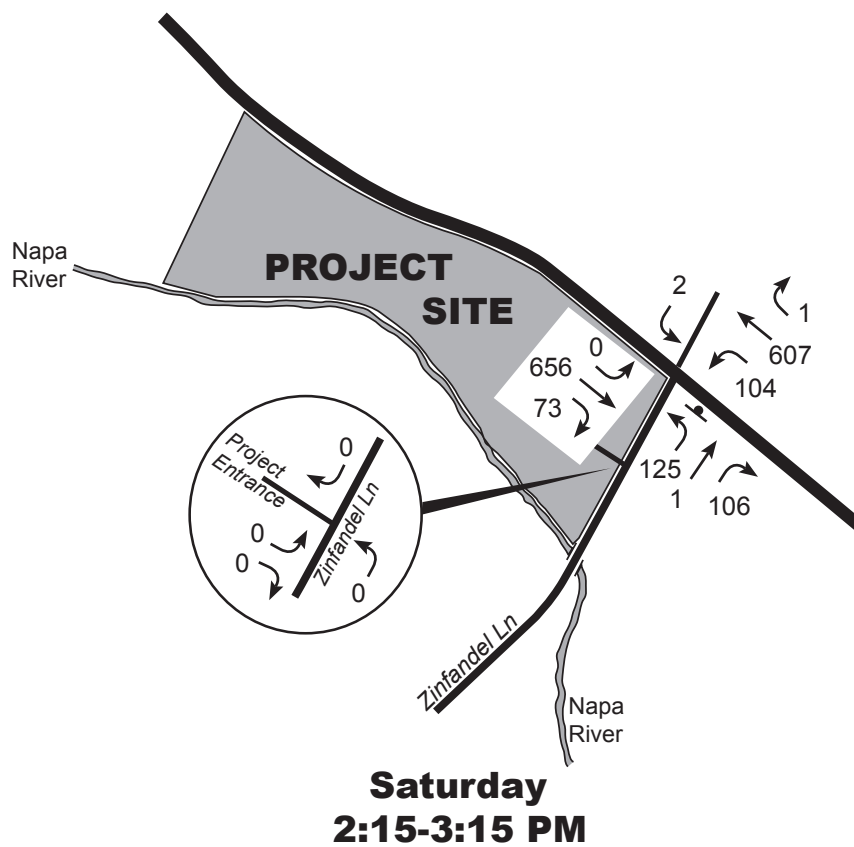 Napa
River
PROJECT
SITE
2
1
607
104
0
656
73
125
1
106
Project
Entrance
0
Zinfandel Ln
0
0
0
Zinfandel Ln
Napa
River
Saturday
2:15-3:15 PM